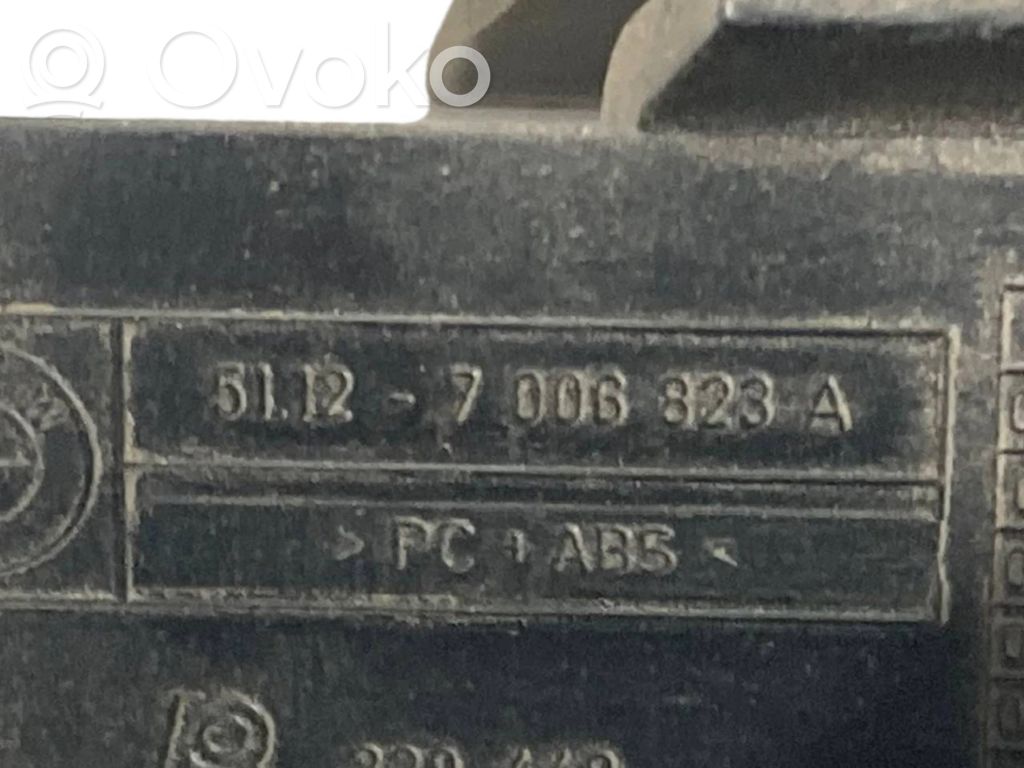 Ovoko
51.12 - 7 006 823 A
> PC + ABS <